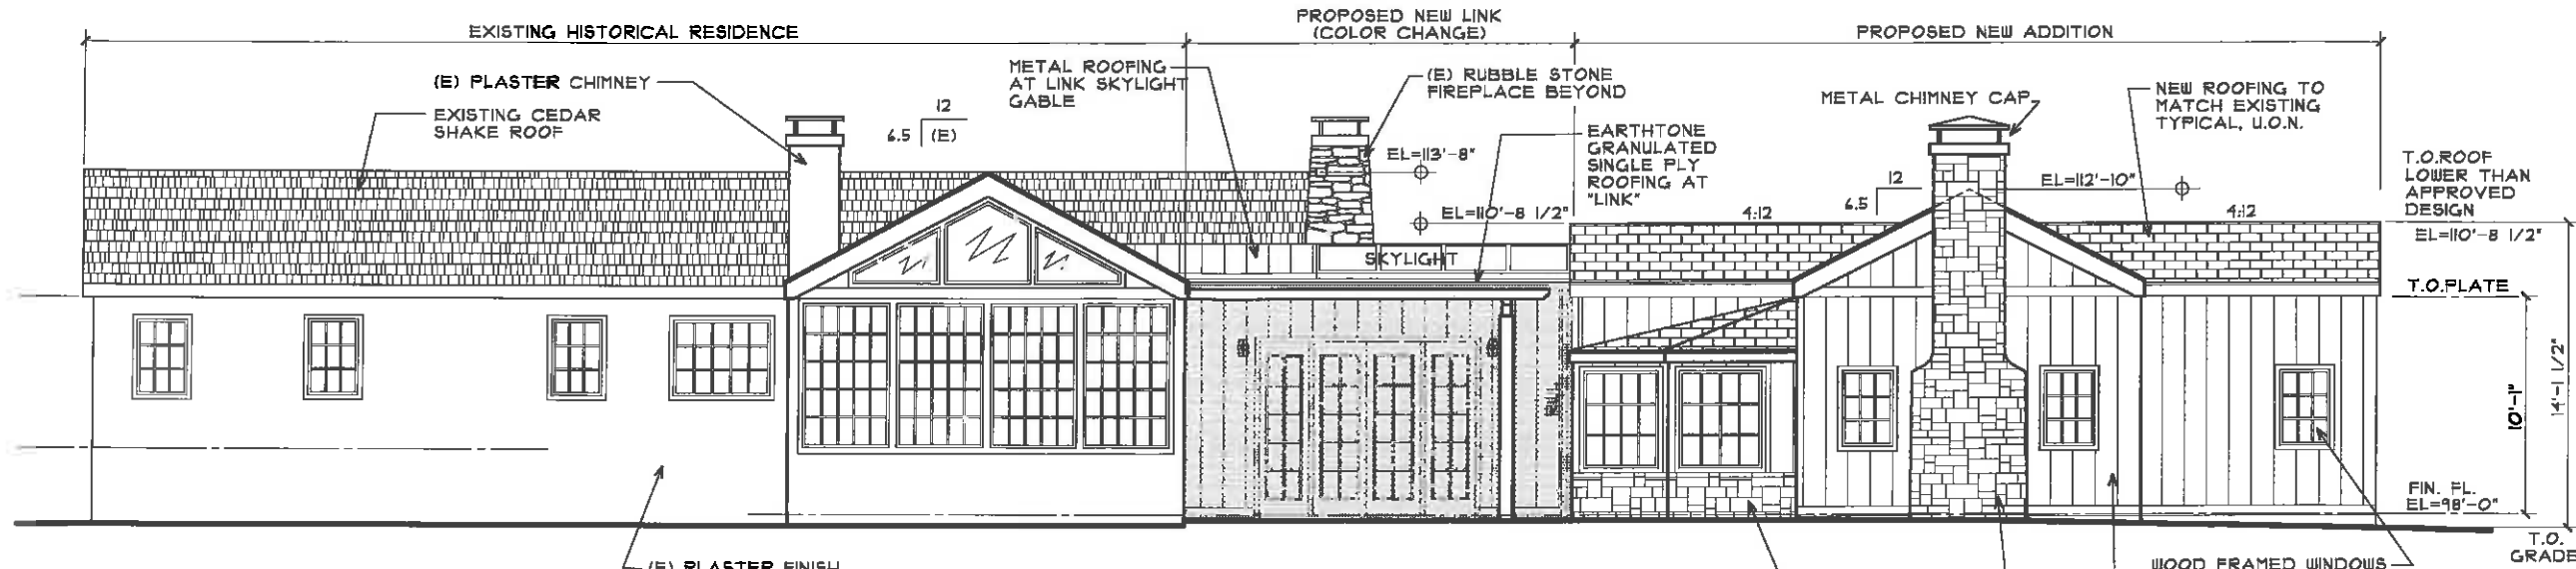 EXISTING HISTORICAL RESIDENCE
PROPOSED NEW LINK
(COLOR CHANGE)
PROPOSED NEW ADDITION
(E) PLASTER CHIMNEY
EXISTING CEDAR
SHAKE ROOF
12
6.5
(E)
METAL ROOFING
AT LINK SKYLIGHT
GABLE
(E) RUBBLE STONE
FIREPLACE BEYOND
EL=113'-8"
EL=110'-8 1/2"
EARTHTONE
GRANULATED
SINGLE PLY
ROOFING AT
"LINK"
SKYLIGHT
METAL CHIMNEY CAP
12
6.5
EL=112'-10"
4:12
4:12
NEW ROOFING TO
MATCH EXISTING
TYPICAL, U.O.N.
T.O.ROOF
LOWER THAN
APPROVED
DESIGN
EL=110'-8 1/2"
T.O.PLATE
10'-1"
14'-1 1/2"
FIN. FL.
EL=98'-0"
T.O.
GRADE
(E) PLASTER FINISH
WOOD FRAMED WINDOWS